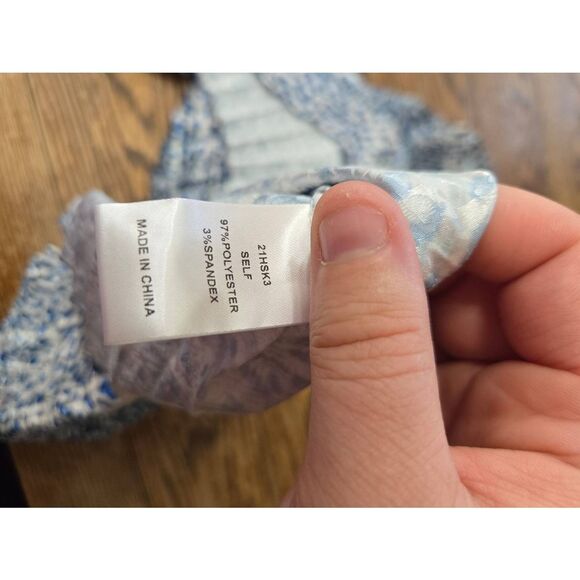 21HSK3
SELF
97%POLYESTER
3%SPANDEX
MADE IN CHINA